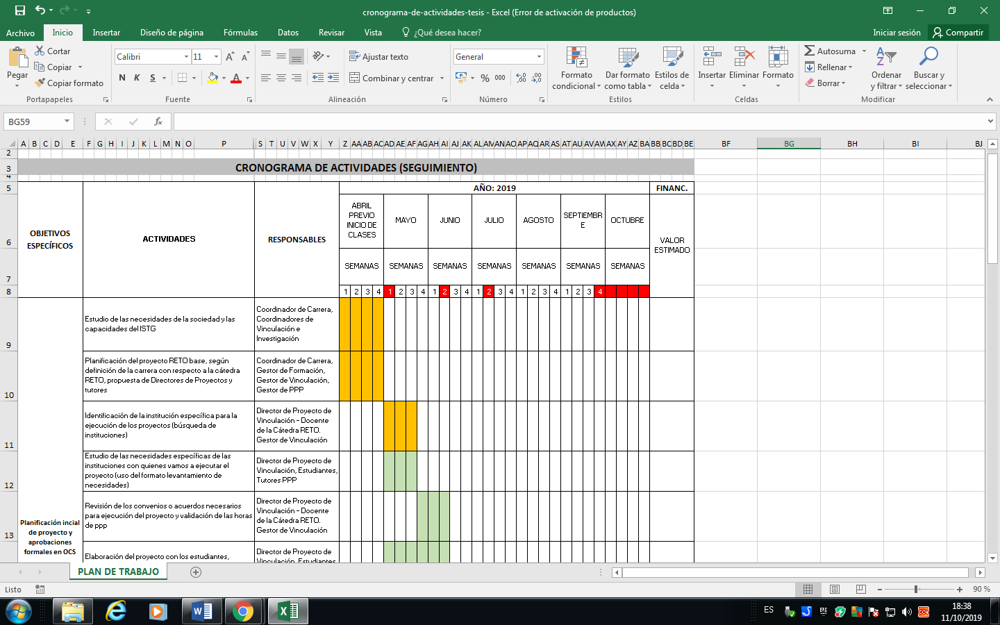 cronograma-de-actividades-tesis - Excel (Error de activación de productos)
Archivo Inicio Insertar Diseño de página Fórmulas Datos Revisar Vista ¿Qué desea hacer? Iniciar sesión Compartir
Pegar
Cortar
Copiar
Copiar formato
Portapapeles
Calibri 11
N K S
Fuente
Ajustar texto
Combinar y centrar
Alineación
General
% 000
Número
Formato condicional
Dar formato como tabla
Estilos de celda
Estilos
Insertar Eliminar Formato
Celdas
Autosuma
Rellenar
Borrar
Ordenar y filtrar
Buscar y seleccionar
Modificar
BG59 fx
A B C D E F G H I J K L M N O P S T U V W X Y Z AA AB AC AD AE AF AG AH AI AJ AK AL AM AN AO AP AQ AR AS AT AU AV AW AX AY AZ BA BB BC BD BE BF BG BH BI BJ
2
3 CRONOGRAMA DE ACTIVIDADES (SEGUIMIENTO)
4
5 AÑO: 2019 FINANC.
OBJETIVOS ESPECÍFICOS
ACTIVIDADES
RESPONSABLES
6
ABRIL
PREVIO
INICIO DE
CLASES
MAYO JUNIO JULIO AGOSTO
SEPTIEMBR
E
OCTUBRE
VALOR
ESTIMADO
7 SEMANAS SEMANAS SEMANAS SEMANAS SEMANAS SEMANAS SEMANAS
8 1 2 3 4 1 2 3 4 1 2 3 4 1 2 3 4 1 2 3 4 1 2 3 4
9
Estudio de las necesidades de la sociedad y las
capacidades del ISTG
Coordinador de Carrera,
Coordinadores de
Vinculación e
Investigación
10
Planificación del proyecto RETO base, según
definición de la carrera con respecto a la cátedra
RETO, propuesta de Directores de Proyectos y
tutores
Coordinador de Carrera,
Gestor de Formación,
Gestor de Vinculación,
Gestor de PPP
11
Identificación de la institución específica para la
ejecución de los proyectos (búsqueda de
instituciones)
Director de Proyecto de
Vinculación - Docente
de la Cátedra RETO.
Gestor de Vinculación
12
Estudio de las necesidades específicas de las
instituciones con quienes vamos a ejecutar el
proyecto (uso del formato levantamiento de
necesidades)
Director de Proyecto de
Vinculación, Estudiantes,
Tutores PPP
13
Planificación incial
de proyecto y
aprobaciones
formales en OCS
Revisión de los convenios o acuerdos necesarios
para ejecución del proyecto y validación de las horas
de ppp
Director de Proyecto de
Vinculación - Docente
de la Cátedra RETO.
Gestor de Vinculación
Elaboración del proyecto con los estudiantes,
Director de Proyecto de
Vinculación, Estudiantes
PLAN DE TRABAJO
Listo 90 %
ES 18:38
11/10/2019